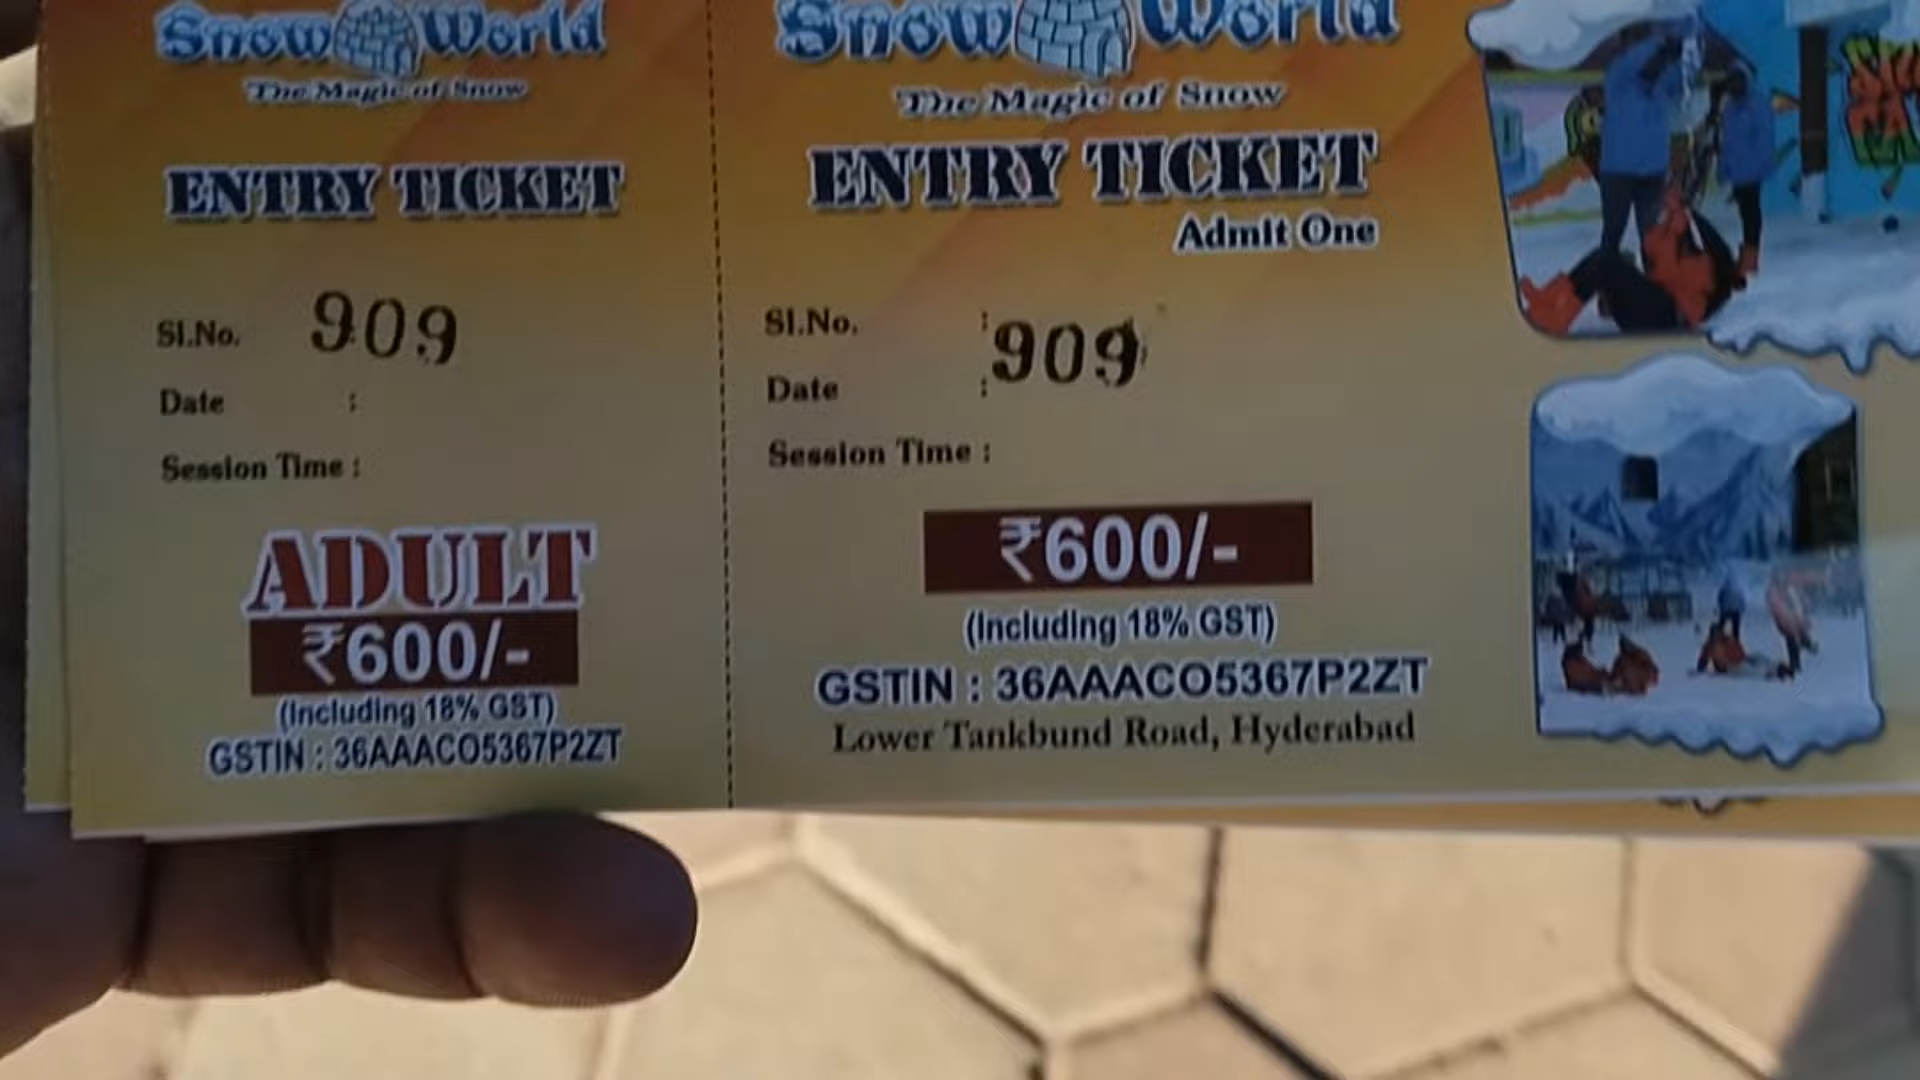 Snow World
The Magic of Snow
ENTRY TICKET
Sl.No. 909
Date :
Session Time :
ADULT
₹600/-
(Including 18% GST)
GSTIN : 36AAACO5367P2ZT
Snow World
The Magic of Snow
ENTRY TICKET
Admit One
Sl.No. : 909
Date :
Session Time :
₹600/-
(Including 18% GST)
GSTIN : 36AAACO5367P2ZT
Lower Tankbund Road, Hyderabad